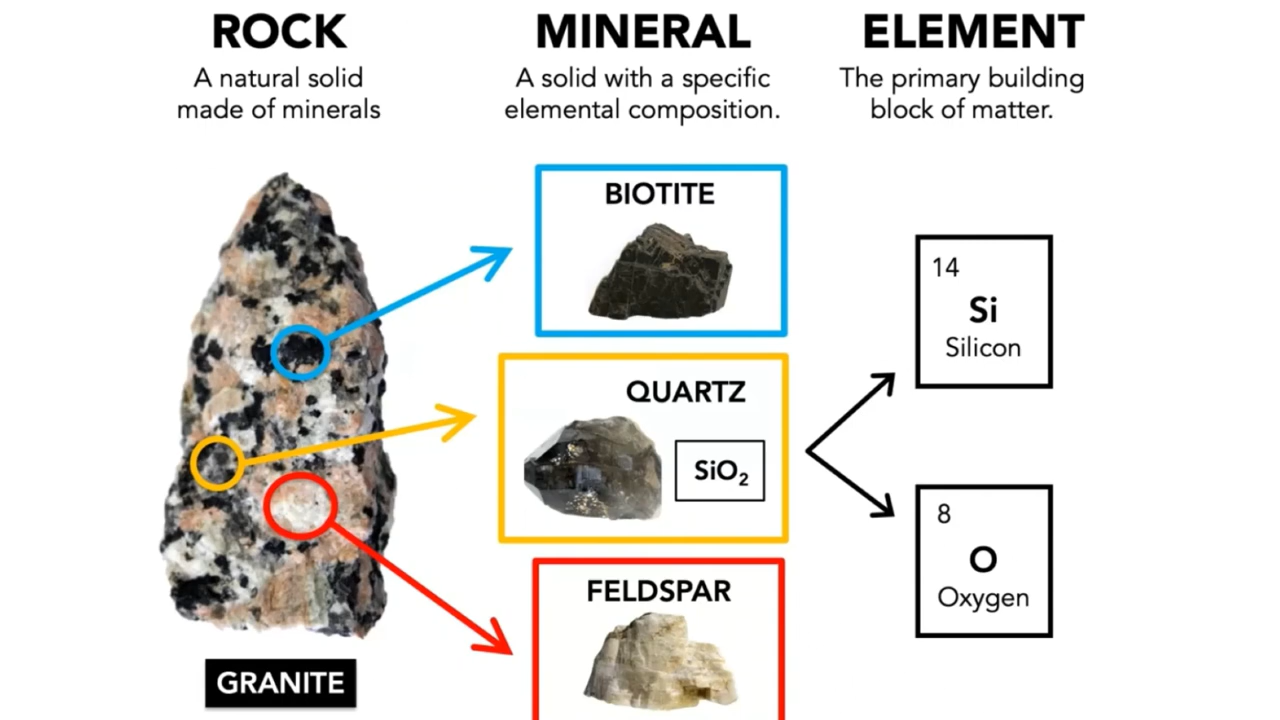 ROCK
A natural solid
made of minerals
MINERAL
A solid with a specific
elemental composition.
ELEMENT
The primary building
block of matter.
BIOTITE
QUARTZ
SiO₂
FELDSPAR
14
Si
Silicon
8
O
Oxygen
GRANITE